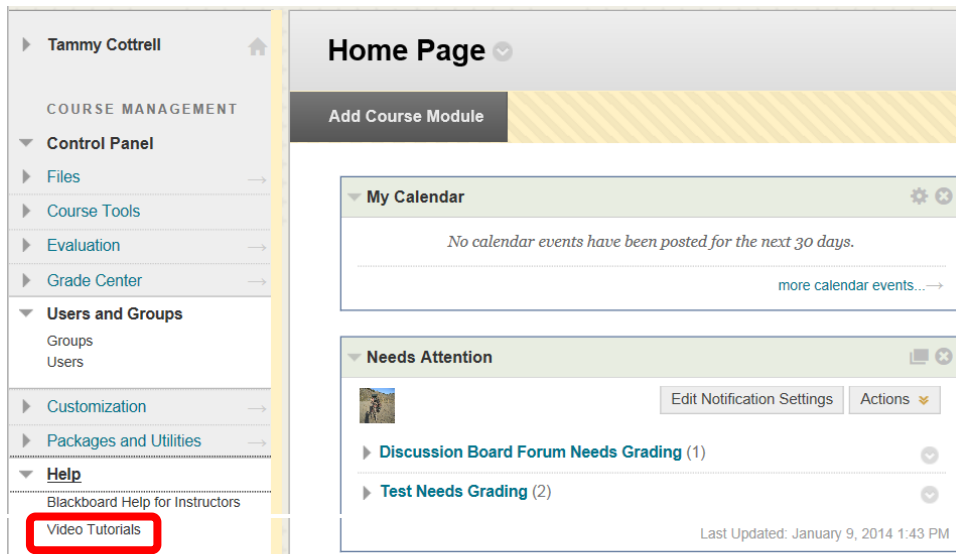 Tammy Cottrell
COURSE MANAGEMENT
Control Panel
Files
Course Tools
Evaluation
Grade Center
Users and Groups
Groups
Users
Customization
Packages and Utilities
Help
Blackboard Help for Instructors
Video Tutorials
Home Page
Add Course Module
My Calendar
No calendar events have been posted for the next 30 days.
more calendar events...→
Needs Attention
Edit Notification Settings
Actions
Discussion Board Forum Needs Grading (1)
Test Needs Grading (2)
Last Updated: January 9, 2014 1:43 PM